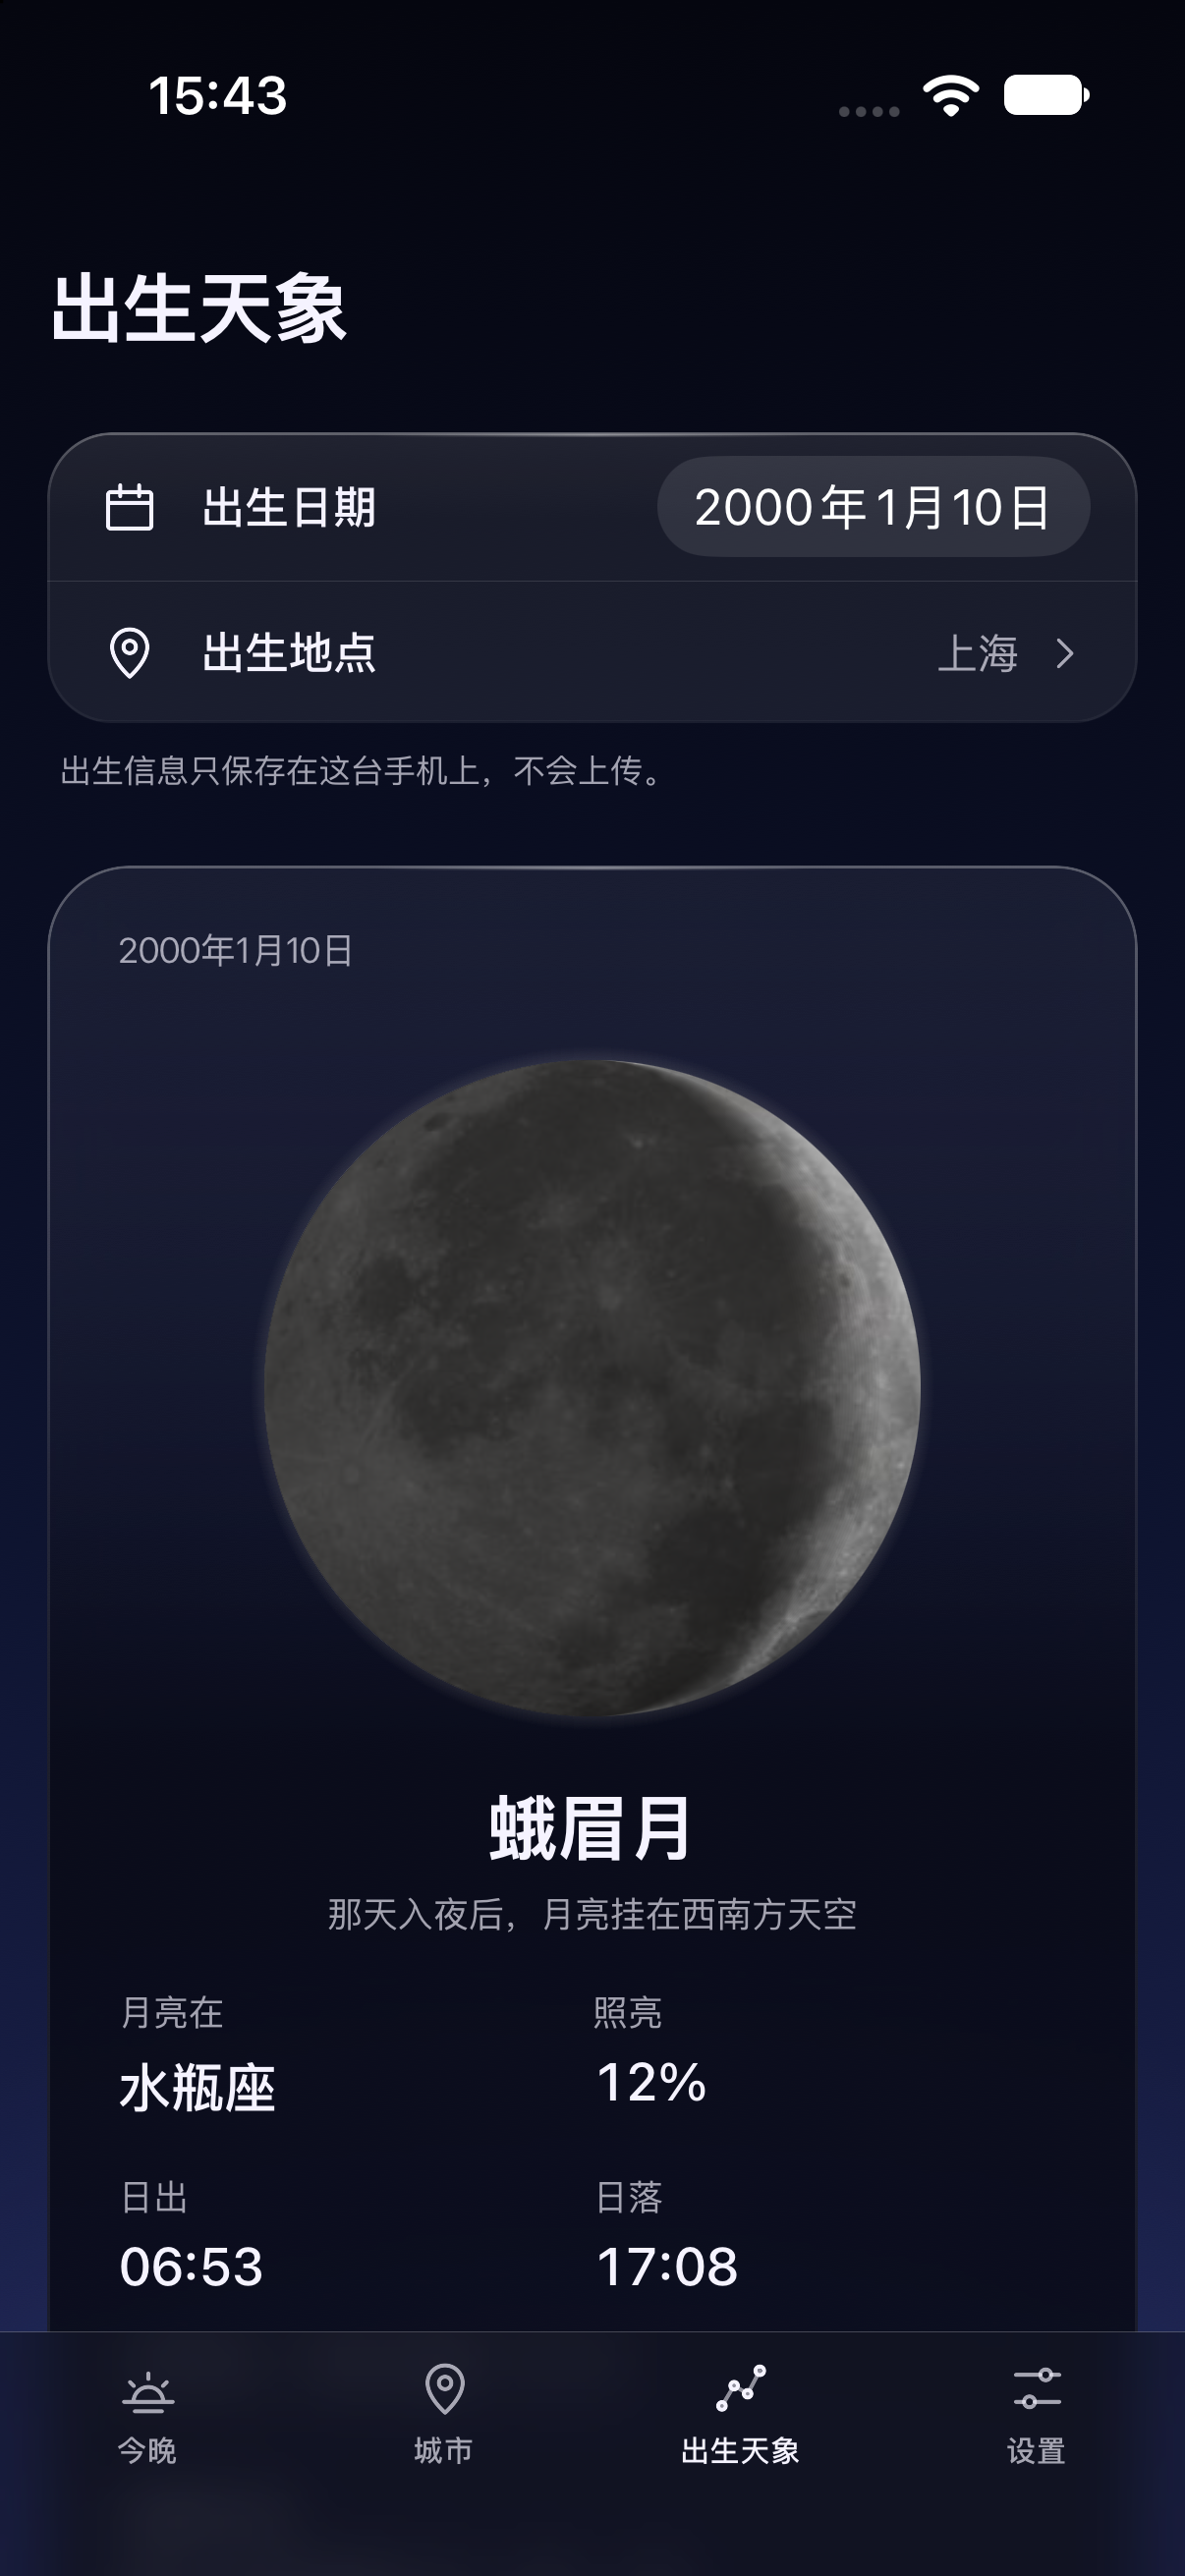 15:43
出生天象
出生日期
2000年1月10日
出生地点
上海
出生信息只保存在这台手机上，不会上传。
2000年1月10日
蛾眉月
那天入夜后，月亮挂在西南方天空
月亮在
照亮
水瓶座
12%
日出
日落
06:53
17:08
今晚
城市
出生天象
设置